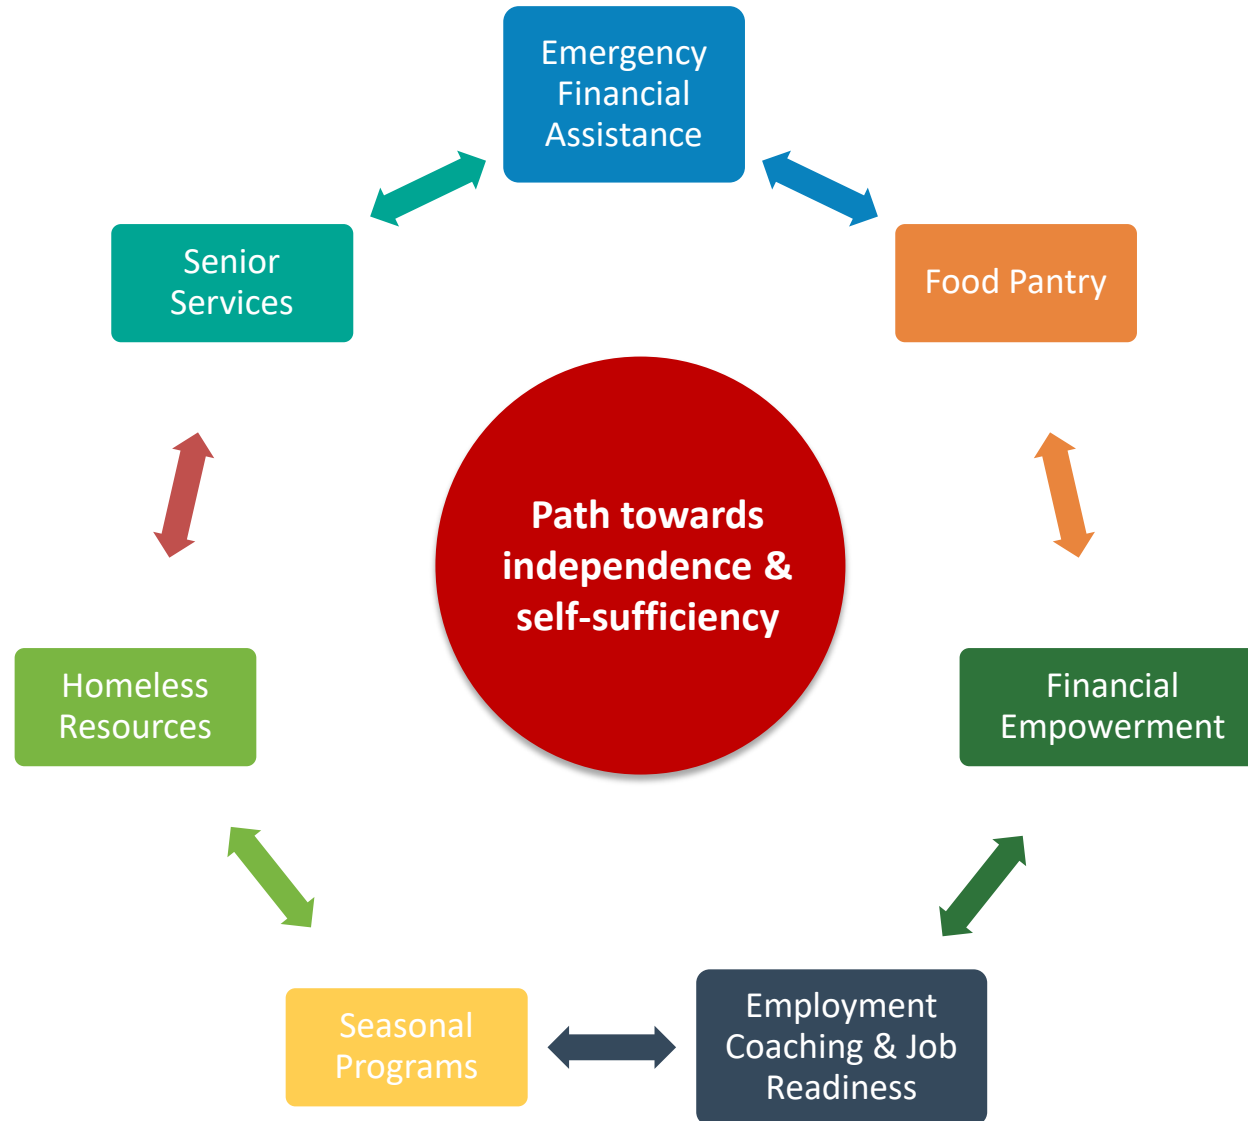 Emergency
Financial
Assistance
Senior
Services
Food Pantry
Path towards
independence &
self-sufficiency
Homeless
Resources
Financial
Empowerment
Seasonal
Programs
Employment
Coaching & Job
Readiness